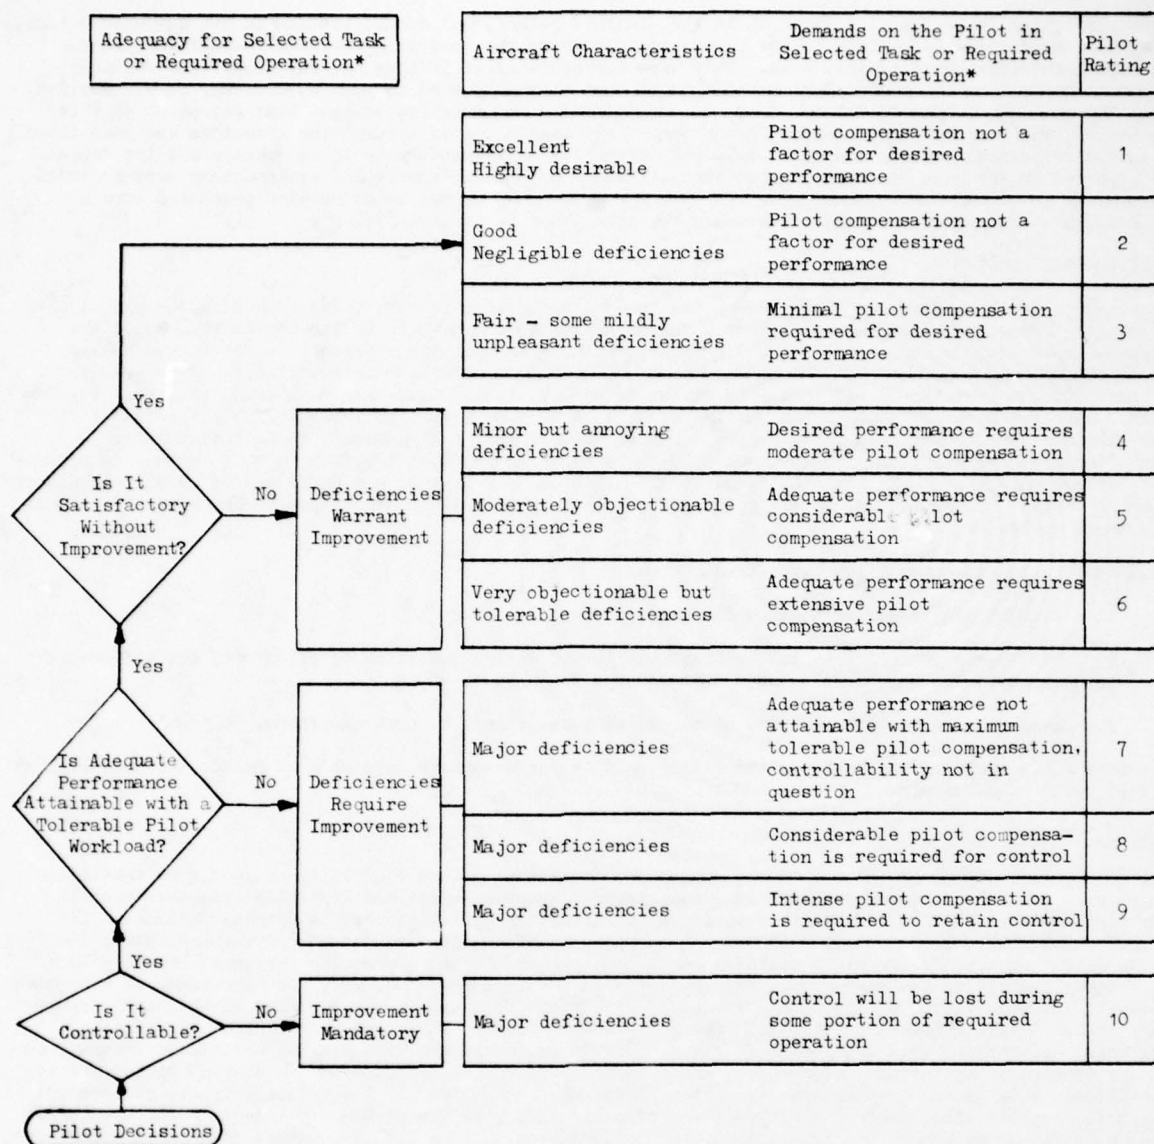 Adequacy for Selected Task
or Required Operation*
Aircraft Characteristics
Demands on the Pilot in
Selected Task or Required
Operation*
Pilot
Rating
Excellent
Highly desirable
Pilot compensation not a
factor for desired
performance
1
Good
Negligible deficiencies
Pilot compensation not a
factor for desired
performance
2
Fair - some mildly
unpleasant deficiencies
Minimal pilot compensation
required for desired
performance
3
Yes
Is It
Satisfactory
Without
Improvement?
No
Deficiencies
Warrant
Improvement
Minor but annoying
deficiencies
Desired performance requires
moderate pilot compensation
4
Moderately objectionable
deficiencies
Adequate performance requires
considerable pilot
compensation
5
Very objectionable but
tolerable deficiencies
Adequate performance requires
extensive pilot
compensation
6
Yes
Is Adequate
Performance
Attainable with a
Tolerable Pilot
Workload?
No
Deficiencies
Require
Improvement
Major deficiencies
Adequate performance not
attainable with maximum
tolerable pilot compensation,
controllability not in
question
7
Major deficiencies
Considerable pilot compensa-
tion is required for control
8
Major deficiencies
Intense pilot compensation
is required to retain control
9
Yes
Is It
Controllable?
No
Improvement
Mandatory
Major deficiencies
Control will be lost during
some portion of required
operation
10
Pilot Decisions